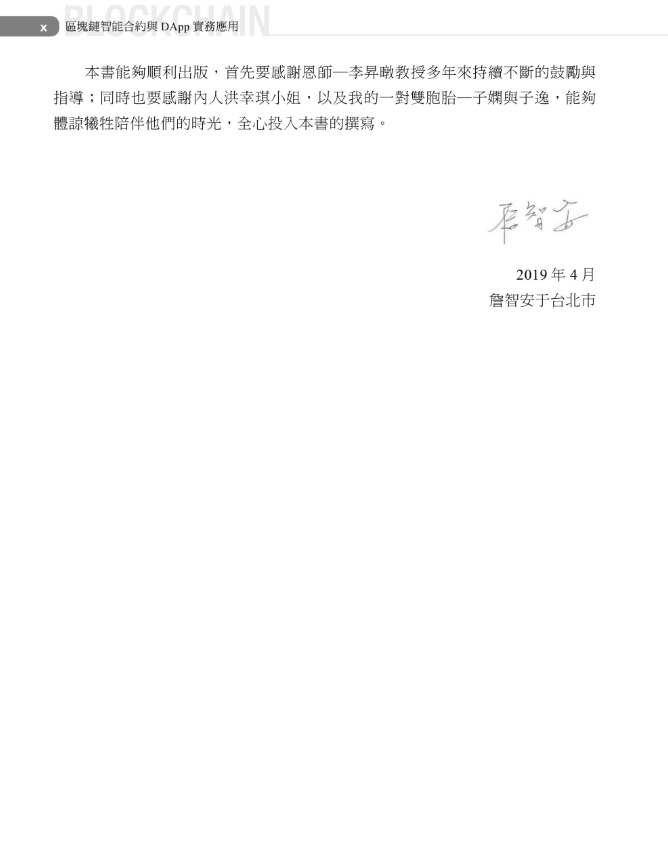 BLOCKCHAIN
x 區塊鏈智能合約與 DApp 實務應用
本書能夠順利出版，首先要感謝恩師—李昇暾教授多年來持續不斷的鼓勵與
指導；同時也要感謝內人洪幸琪小姐，以及我的一對雙胞胎—子嫻與子逸，能夠
體諒犧牲陪伴他們的時光，全心投入本書的撰寫。
詹智安
2019 年 4 月
詹智安于台北市